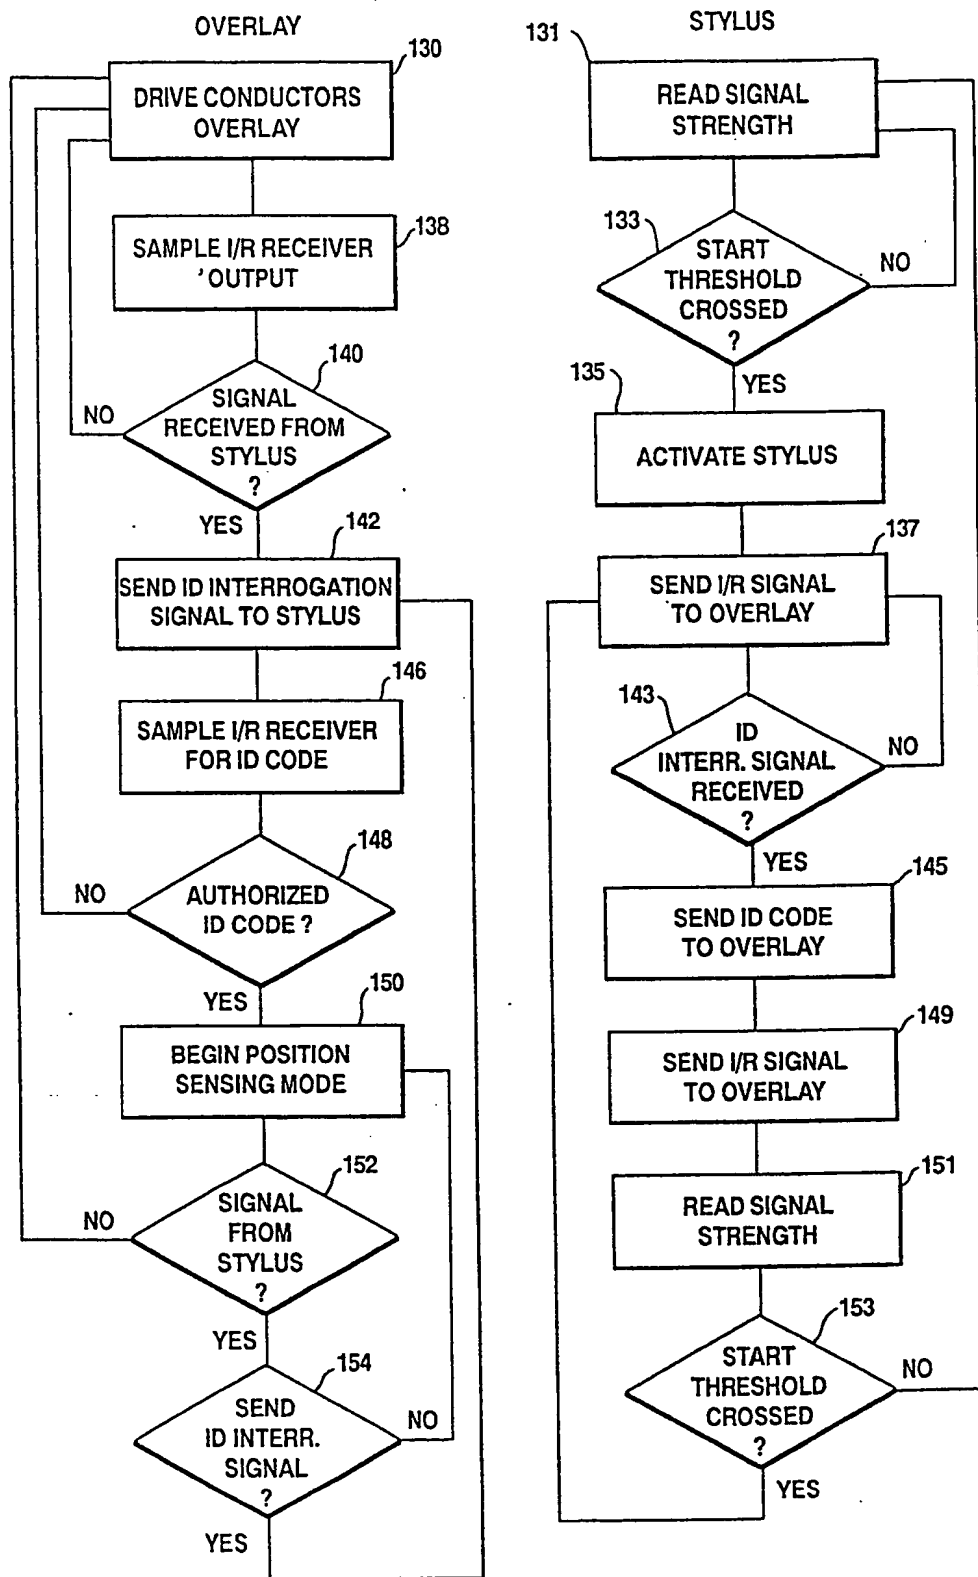 OVERLAY
130
DRIVE CONDUCTORS
OVERLAY
138
SAMPLE I/R RECEIVER
OUTPUT
140
SIGNAL
RECEIVED FROM
STYLUS
?
NO
YES
142
SEND ID INTERROGATION
SIGNAL TO STYLUS
146
SAMPLE I/R RECEIVER
FOR ID CODE
148
AUTHORIZED
ID CODE ?
NO
YES
150
BEGIN POSITION
SENSING MODE
152
SIGNAL
FROM
STYLUS
?
NO
YES
154
SEND
ID INTERR.
SIGNAL
?
NO
YES
STYLUS
131
READ SIGNAL
STRENGTH
133
START
THRESHOLD
CROSSED
?
NO
YES
135
ACTIVATE STYLUS
137
SEND I/R SIGNAL
TO OVERLAY
143
ID
INTERR. SIGNAL
RECEIVED
?
NO
YES
145
SEND ID CODE
TO OVERLAY
149
SEND I/R SIGNAL
TO OVERLAY
151
READ SIGNAL
STRENGTH
153
START
THRESHOLD
CROSSED
?
NO
YES